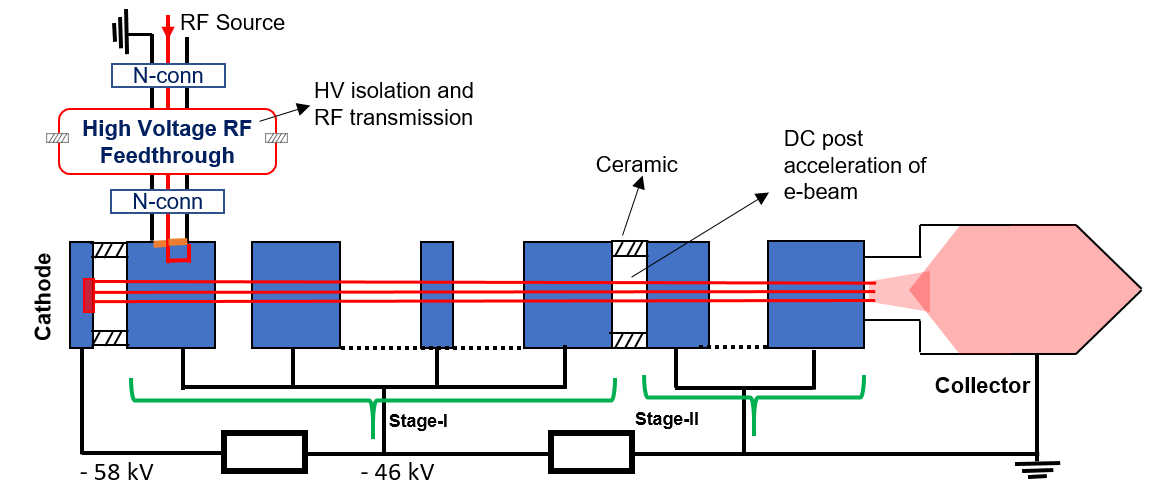 RF Source
N-conn
HV isolation and
RF transmission
High Voltage RF
Feedthrough
N-conn
Ceramic
DC post
acceleration of
e-beam
Cathode
Collector
Stage-I
Stage-II
- 58 kV
- 46 kV